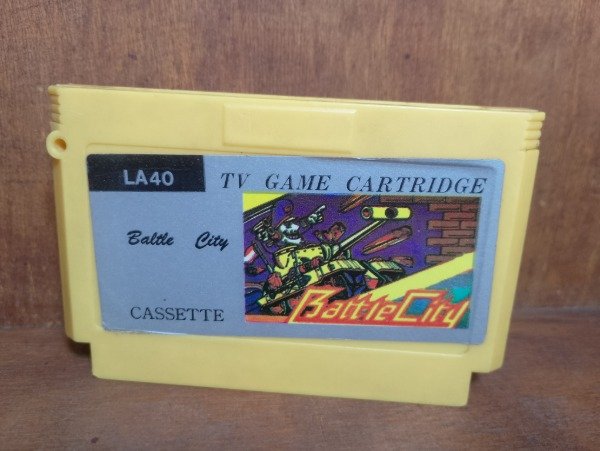 LA40
TV GAME CARTRIDGE
Baltle City
CASSETTE
BattleCity